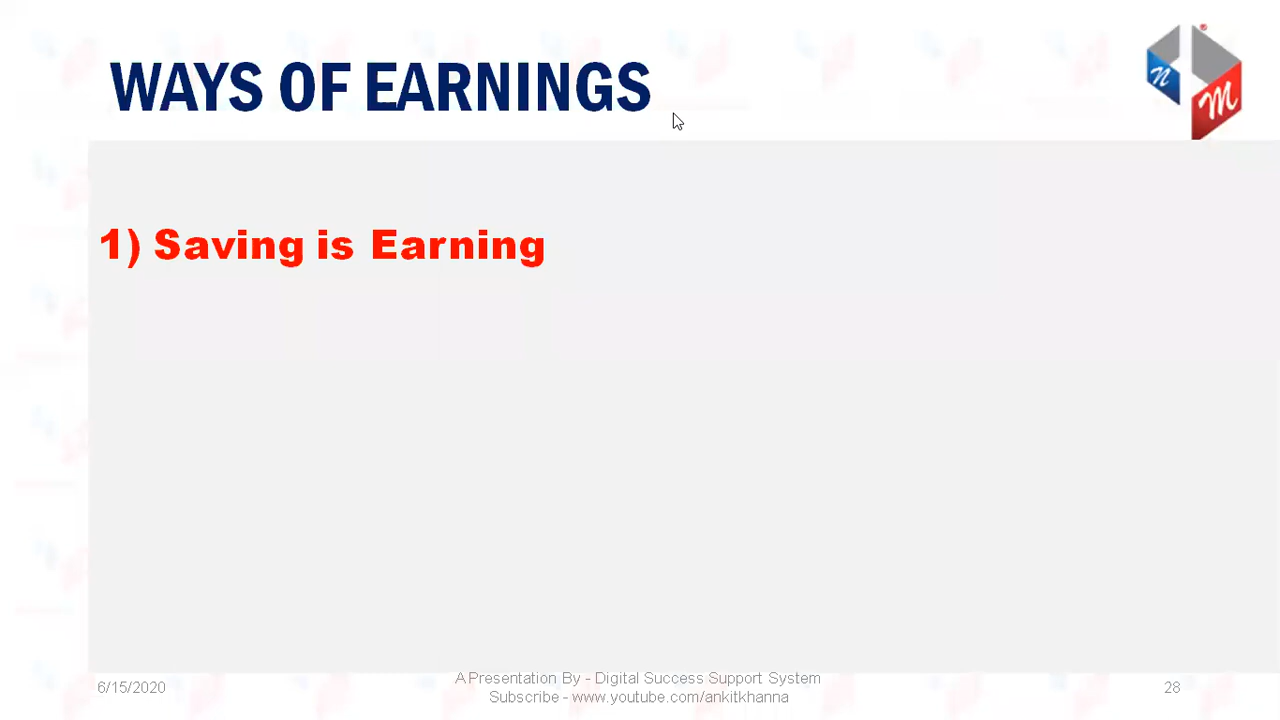 WAYS OF EARNINGS
n
M
1) Saving is Earning
6/15/2020
A Presentation By - Digital Success Support System
Subscribe - www.youtube.com/ankitkhanna
28